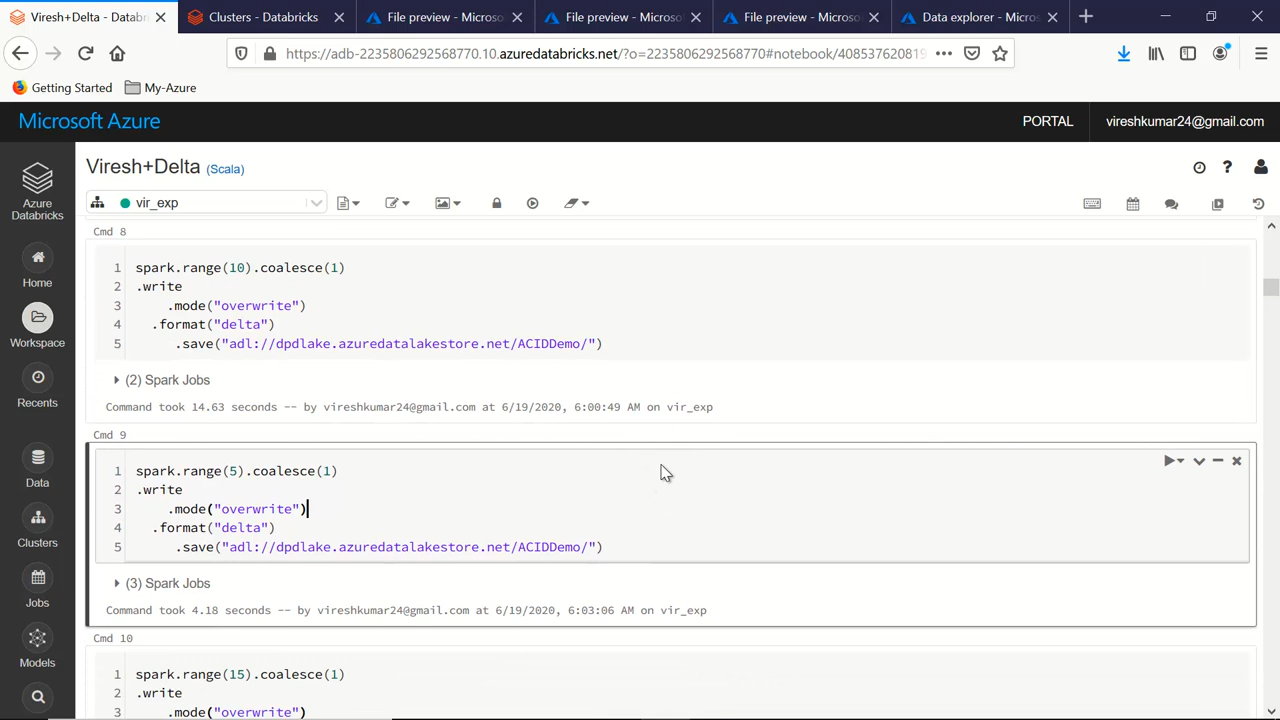 Viresh+Delta - Datab
Clusters - Databricks
File preview - Microso
File preview - Microso
File preview - Microso
Data explorer - Micros
https://adb-2235806292568770.10.azuredatabricks.net/?o=2235806292568770#notebook/40853762081
Getting Started
My-Azure
Microsoft Azure
PORTAL
vireshkumar24@gmail.com
Viresh+Delta (Scala)
vir_exp
Azure Databricks
Home
Workspace
Recents
Data
Clusters
Jobs
Models
Cmd 8
1 spark.range(10).coalesce(1)
2 .write
3 .mode("overwrite")
4 .format("delta")
5 .save("adl://dpdlake.azuredatalakestore.net/ACIDDemo/")
(2) Spark Jobs
Command took 14.63 seconds -- by vireshkumar24@gmail.com at 6/19/2020, 6:00:49 AM on vir_exp
Cmd 9
1 spark.range(5).coalesce(1)
2 .write
3 .mode("overwrite")
4 .format("delta")
5 .save("adl://dpdlake.azuredatalakestore.net/ACIDDemo/")
(3) Spark Jobs
Command took 4.18 seconds -- by vireshkumar24@gmail.com at 6/19/2020, 6:03:06 AM on vir_exp
Cmd 10
1 spark.range(15).coalesce(1)
2 .write
3 .mode("overwrite")